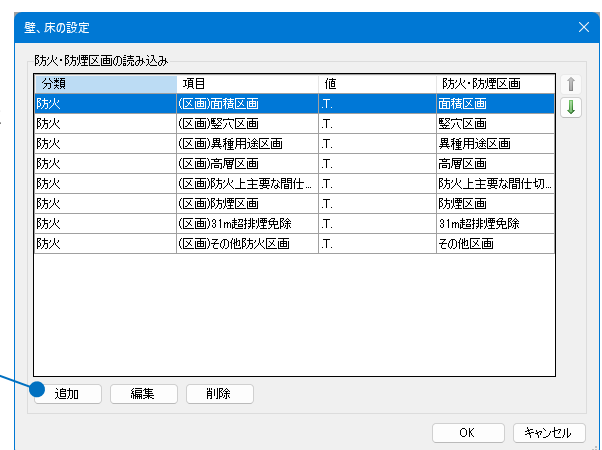 壁、床の設定
防火・防煙区画の読み込み
分類 項目 値 防火・防煙区画
防火 (区画)面積区画 .T. 面積区画
防火 (区画)竪穴区画 .T. 竪穴区画
防火 (区画)異種用途区画 .T. 異種用途区画
防火 (区画)高層区画 .T. 高層区画
防火 (区画)防火上主要な間仕... .T. 防火上主要な間仕切...
防火 (区画)防煙区画 .T. 防煙区画
防火 (区画)31m超排煙免除 .T. 31m超排煙免除
防火 (区画)その他防火区画 .T. その他区画
追加 編集 削除
OK キャンセル